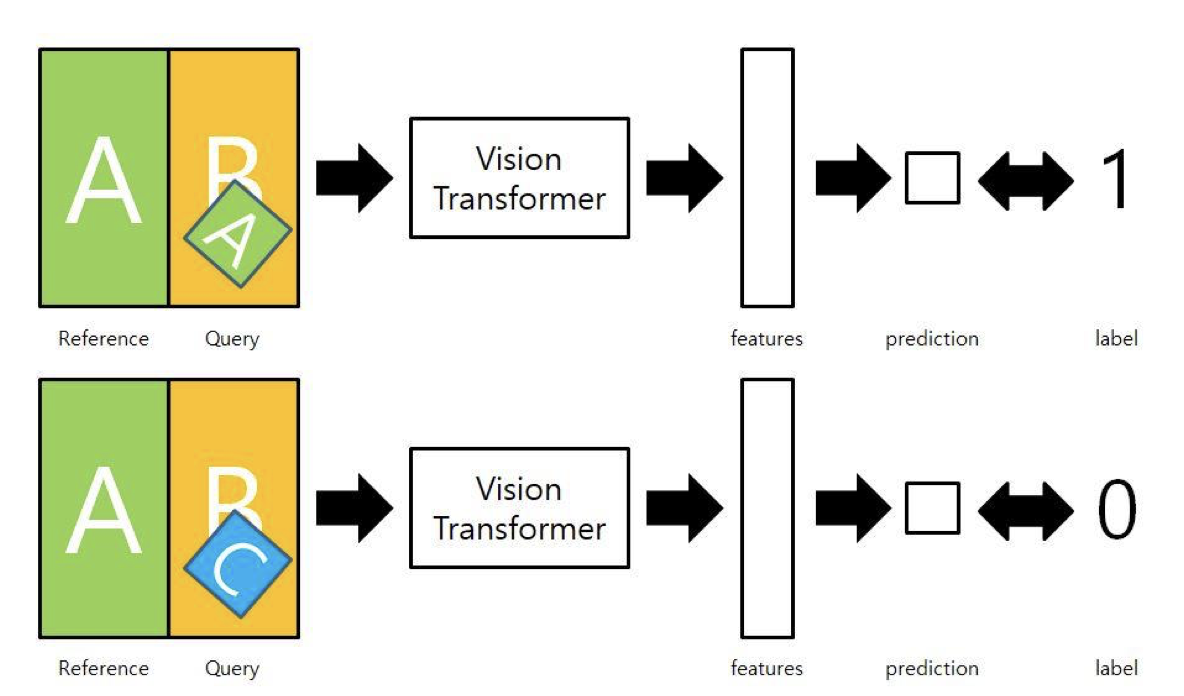 A B A
Vision
Transformer
1
Reference Query features prediction label
A B C
Vision
Transformer
0
Reference Query features prediction label